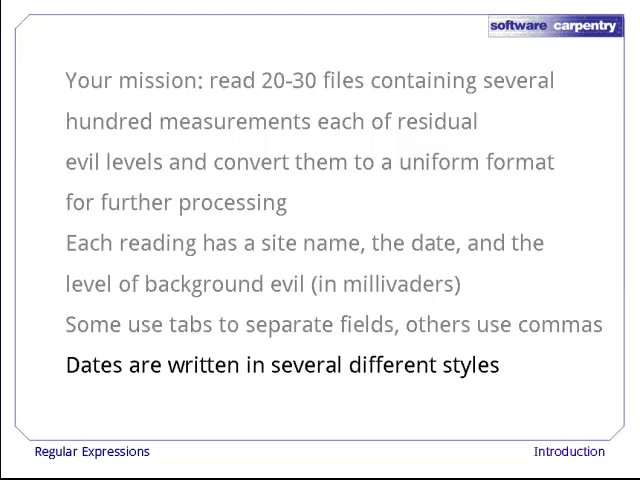 software carpentry
Your mission: read 20-30 files containing several
hundred measurements each of residual
evil levels and convert them to a uniform format
for further processing
Each reading has a site name, the date, and the
level of background evil (in millivaders)
Some use tabs to separate fields, others use commas
Dates are written in several different styles
Regular Expressions
Introduction